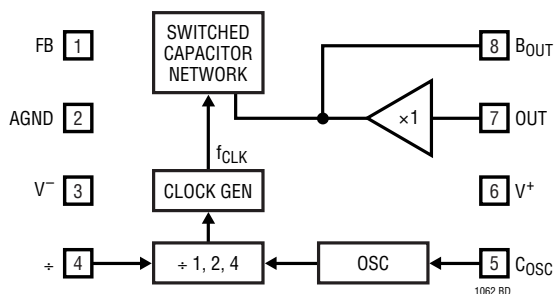 FB 1
SWITCHED
CAPACITOR
NETWORK
8 BOUT
AGND 2
×1
7 OUT
fCLK
V− 3
CLOCK GEN
6 V+
÷ 4
÷ 1, 2, 4
OSC
5 COSC
1062 BD